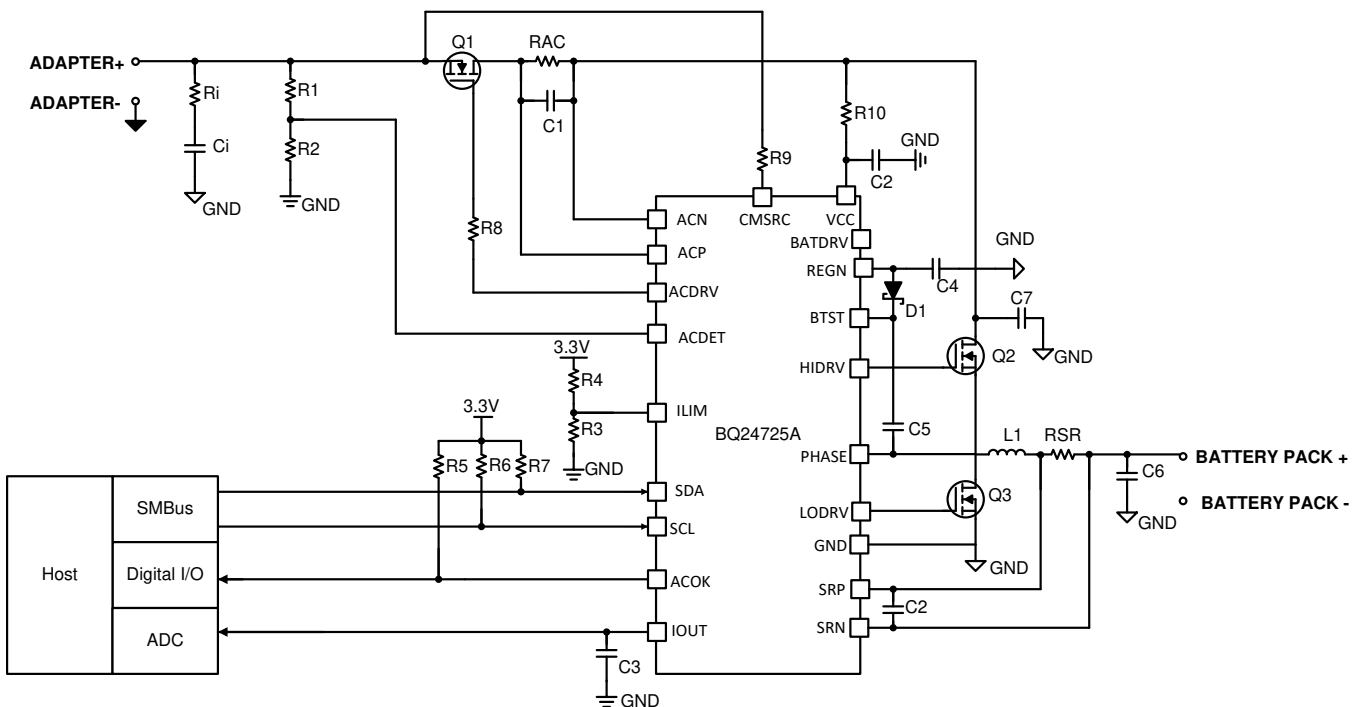 Q1
RAC
ADAPTER+
ADAPTER-
Ri
R1
C1
R10
GND
Ci
R2
R9
C2
GND
GND
R8
ACN
CMSRC
VCC
BATDRV
GND
ACP
REGN
C4
ACDRV
D1
C7
BTST
ACDET
3.3V
Q2
GND
HIDRV
R4
3.3V
ILIM
R3
BQ24725A
C5
L1
RSR
R5
R6
R7
GND
PHASE
BATTERY PACK +
C6
SMBus
SDA
Q3
BATTERY PACK -
LODRV
GND
SCL
GND
Host
Digital I/O
ACOK
GND
SRP
C2
ADC
IOUT
SRN
C3
GND